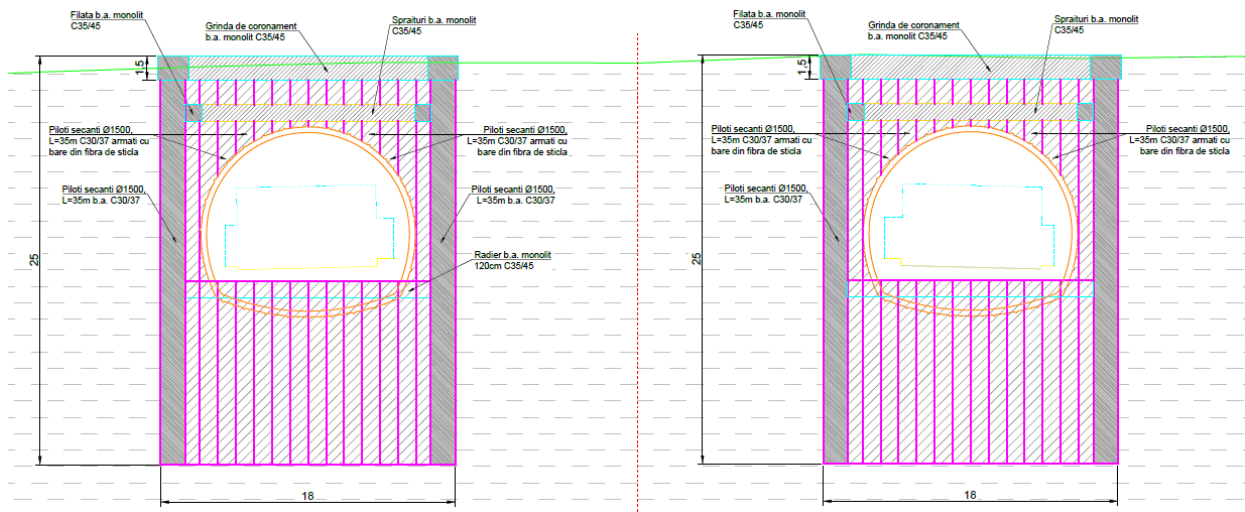 Filata b.a. monolit
C35/45
Grinda de coronament
b.a. monolit C35/45
Spraituri b.a. monolit
C35/45
1,5
Piloti secanti Ø1500,
L=35m C30/37 armati cu
bare din fibra de sticla
Piloti secanti Ø1500,
L=35m C30/37 armati cu
bare din fibra de sticla
Piloti secanti Ø1500,
L=35m b.a. C30/37
Piloti secanti Ø1500,
L=35m b.a. C30/37
25
Radier b.a. monolit
120cm C35/45
18
Filata b.a. monolit
C35/45
Grinda de coronament
b.a. monolit C35/45
Spraituri b.a. monolit
C35/45
1,5
Piloti secanti Ø1500,
L=35m C30/37 armati cu
bare din fibra de sticla
Piloti secanti Ø1500,
L=35m C30/37 armati cu
bare din fibra de sticla
Piloti secanti Ø1500,
L=35m b.a. C30/37
25
18